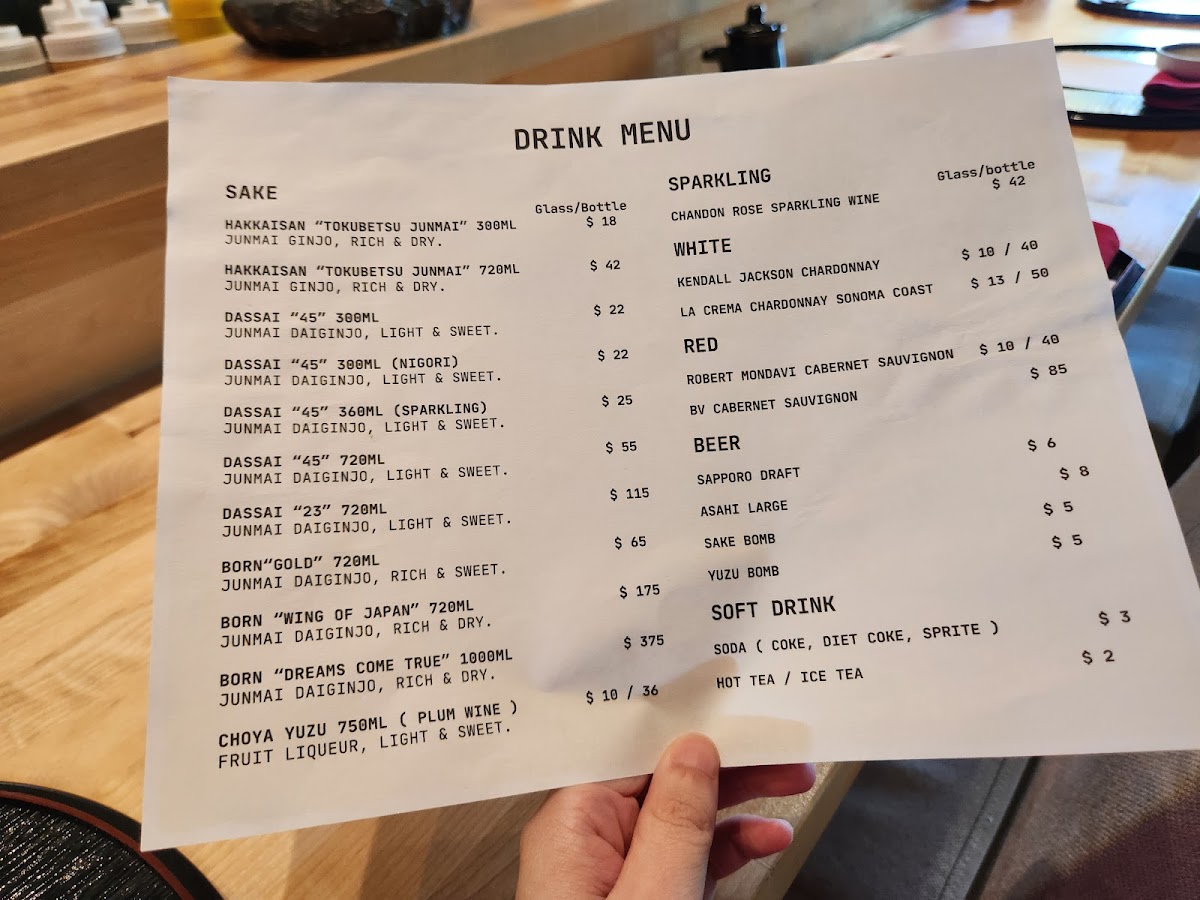 DRINK MENU
SAKE
Glass/Bottle
HAKKAISAN “TOKUBETSU JUNMAI” 300ML $ 18
JUNMAI GINJO, RICH & DRY.
HAKKAISAN “TOKUBETSU JUNMAI” 720ML $ 42
JUNMAI GINJO, RICH & DRY.
DASSAI “45” 300ML $ 22
JUNMAI DAIGINJO, LIGHT & SWEET.
DASSAI “45” 300ML (NIGORI) $ 22
JUNMAI DAIGINJO, LIGHT & SWEET.
DASSAI “45” 360ML (SPARKLING) $ 25
JUNMAI DAIGINJO, LIGHT & SWEET.
DASSAI “45” 720ML $ 55
JUNMAI DAIGINJO, LIGHT & SWEET.
DASSAI “23” 720ML $ 115
JUNMAI DAIGINJO, LIGHT & SWEET.
BORN“GOLD” 720ML $ 65
JUNMAI DAIGINJO, RICH & SWEET.
BORN “WING OF JAPAN” 720ML $ 175
JUNMAI DAIGINJO, RICH & DRY.
BORN “DREAMS COME TRUE” 1000ML $ 375
JUNMAI DAIGINJO, RICH & DRY.
CHOYA YUZU 750ML ( PLUM WINE ) $ 10 / 36
FRUIT LIQUEUR, LIGHT & SWEET.
SPARKLING
Glass/bottle
CHANDON ROSE SPARKLING WINE $ 42
WHITE
KENDALL JACKSON CHARDONNAY $ 10 / 40
LA CREMA CHARDONNAY SONOMA COAST $ 13 / 50
RED
ROBERT MONDAVI CABERNET SAUVIGNON $ 10 / 40
BV CABERNET SAUVIGNON $ 85
BEER
SAPPORO DRAFT $ 6
ASAHI LARGE $ 8
SAKE BOMB $ 5
YUZU BOMB $ 5
SOFT DRINK
SODA ( COKE, DIET COKE, SPRITE ) $ 3
HOT TEA / ICE TEA $ 2